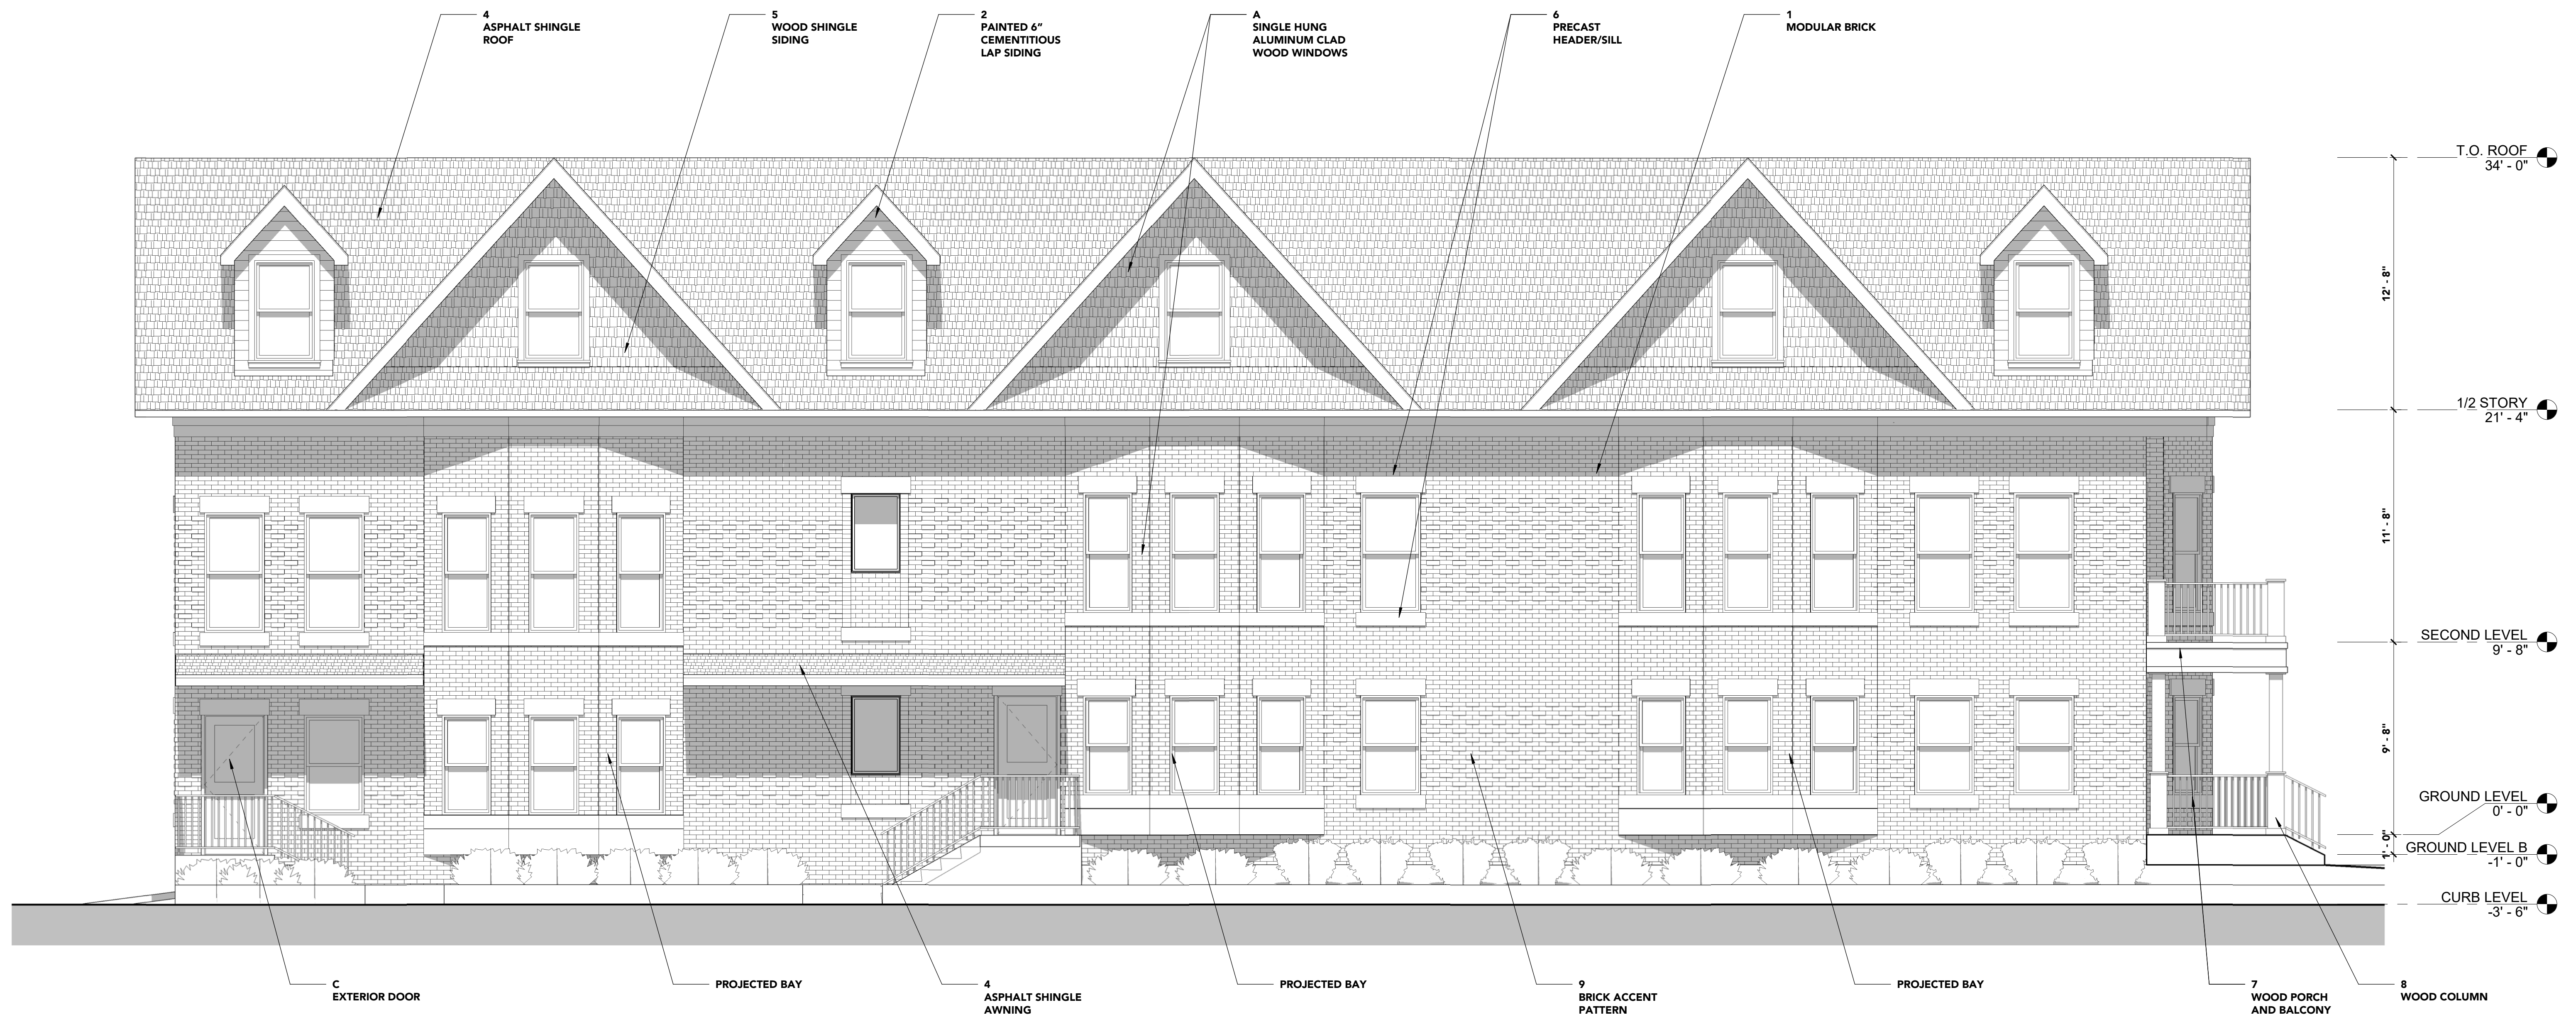 4
ASPHALT SHINGLE
ROOF
5
WOOD SHINGLE
SIDING
2
PAINTED 6"
CEMENTITIOUS
LAP SIDING
A
SINGLE HUNG
ALUMINUM CLAD
WOOD WINDOWS
6
PRECAST
HEADER/SILL
1
MODULAR BRICK
T.O. ROOF
34' - 0"
12' - 8"
1/2 STORY
21' - 4"
11' - 8"
SECOND LEVEL
9' - 8"
9' - 8"
GROUND LEVEL
0' - 0"
1' - 0"
GROUND LEVEL B
-1' - 0"
CURB LEVEL
-3' - 6"
C
EXTERIOR DOOR
PROJECTED BAY
4
ASPHALT SHINGLE
AWNING
PROJECTED BAY
9
BRICK ACCENT
PATTERN
PROJECTED BAY
7
WOOD PORCH
AND BALCONY
8
WOOD COLUMN